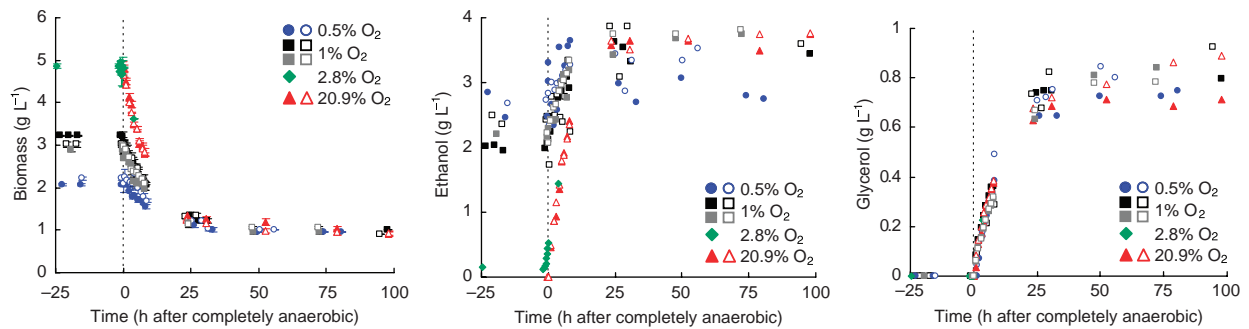 Biomass (g L⁻¹)
6
5
4
3
2
1
0
−25
0
25
50
75
100
Time (h after completely anaerobic)
0.5% O₂
1% O₂
2.8% O₂
20.9% O₂
Ethanol (g L⁻¹)
4
3
2
1
0
−25
0
25
50
75
100
Time (h after completely anaerobic)
0.5% O₂
1% O₂
2.8% O₂
20.9% O₂
Glycerol (g L⁻¹)
1
0.8
0.6
0.4
0.2
0
−25
0
25
50
75
100
Time (h after completely anaerobic)
0.5% O₂
1% O₂
2.8% O₂
20.9% O₂